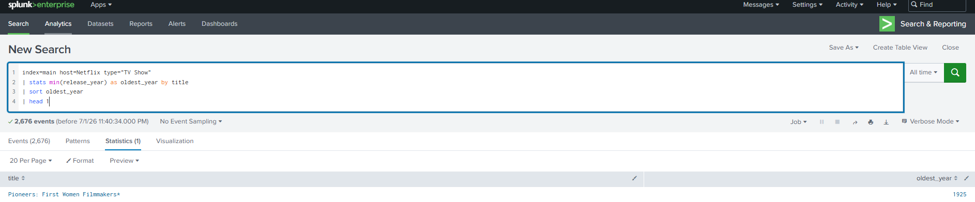 splunk>enterprise Apps ▾ Messages ▾ Settings ▾ Activity ▾ Help ▾ Find
Search Analytics Datasets Reports Alerts Dashboards Search & Reporting
New Search Save As ▾ Create Table View Close
1 index=main host=Netflix type="TV Show"
2 | stats min(release_year) as oldest_year by title
3 | sort oldest_year
4 | head 1
All time ▾
✓ 2,676 events (before 7/1/26 11:40:34.000 PM) No Event Sampling ▾ Job ▾ Verbose Mode ▾
Events (2,676) Patterns Statistics (1) Visualization
20 Per Page ▾ Format Preview ▾
title oldest_year
Pioneers: First Women Filmmakers* 1925